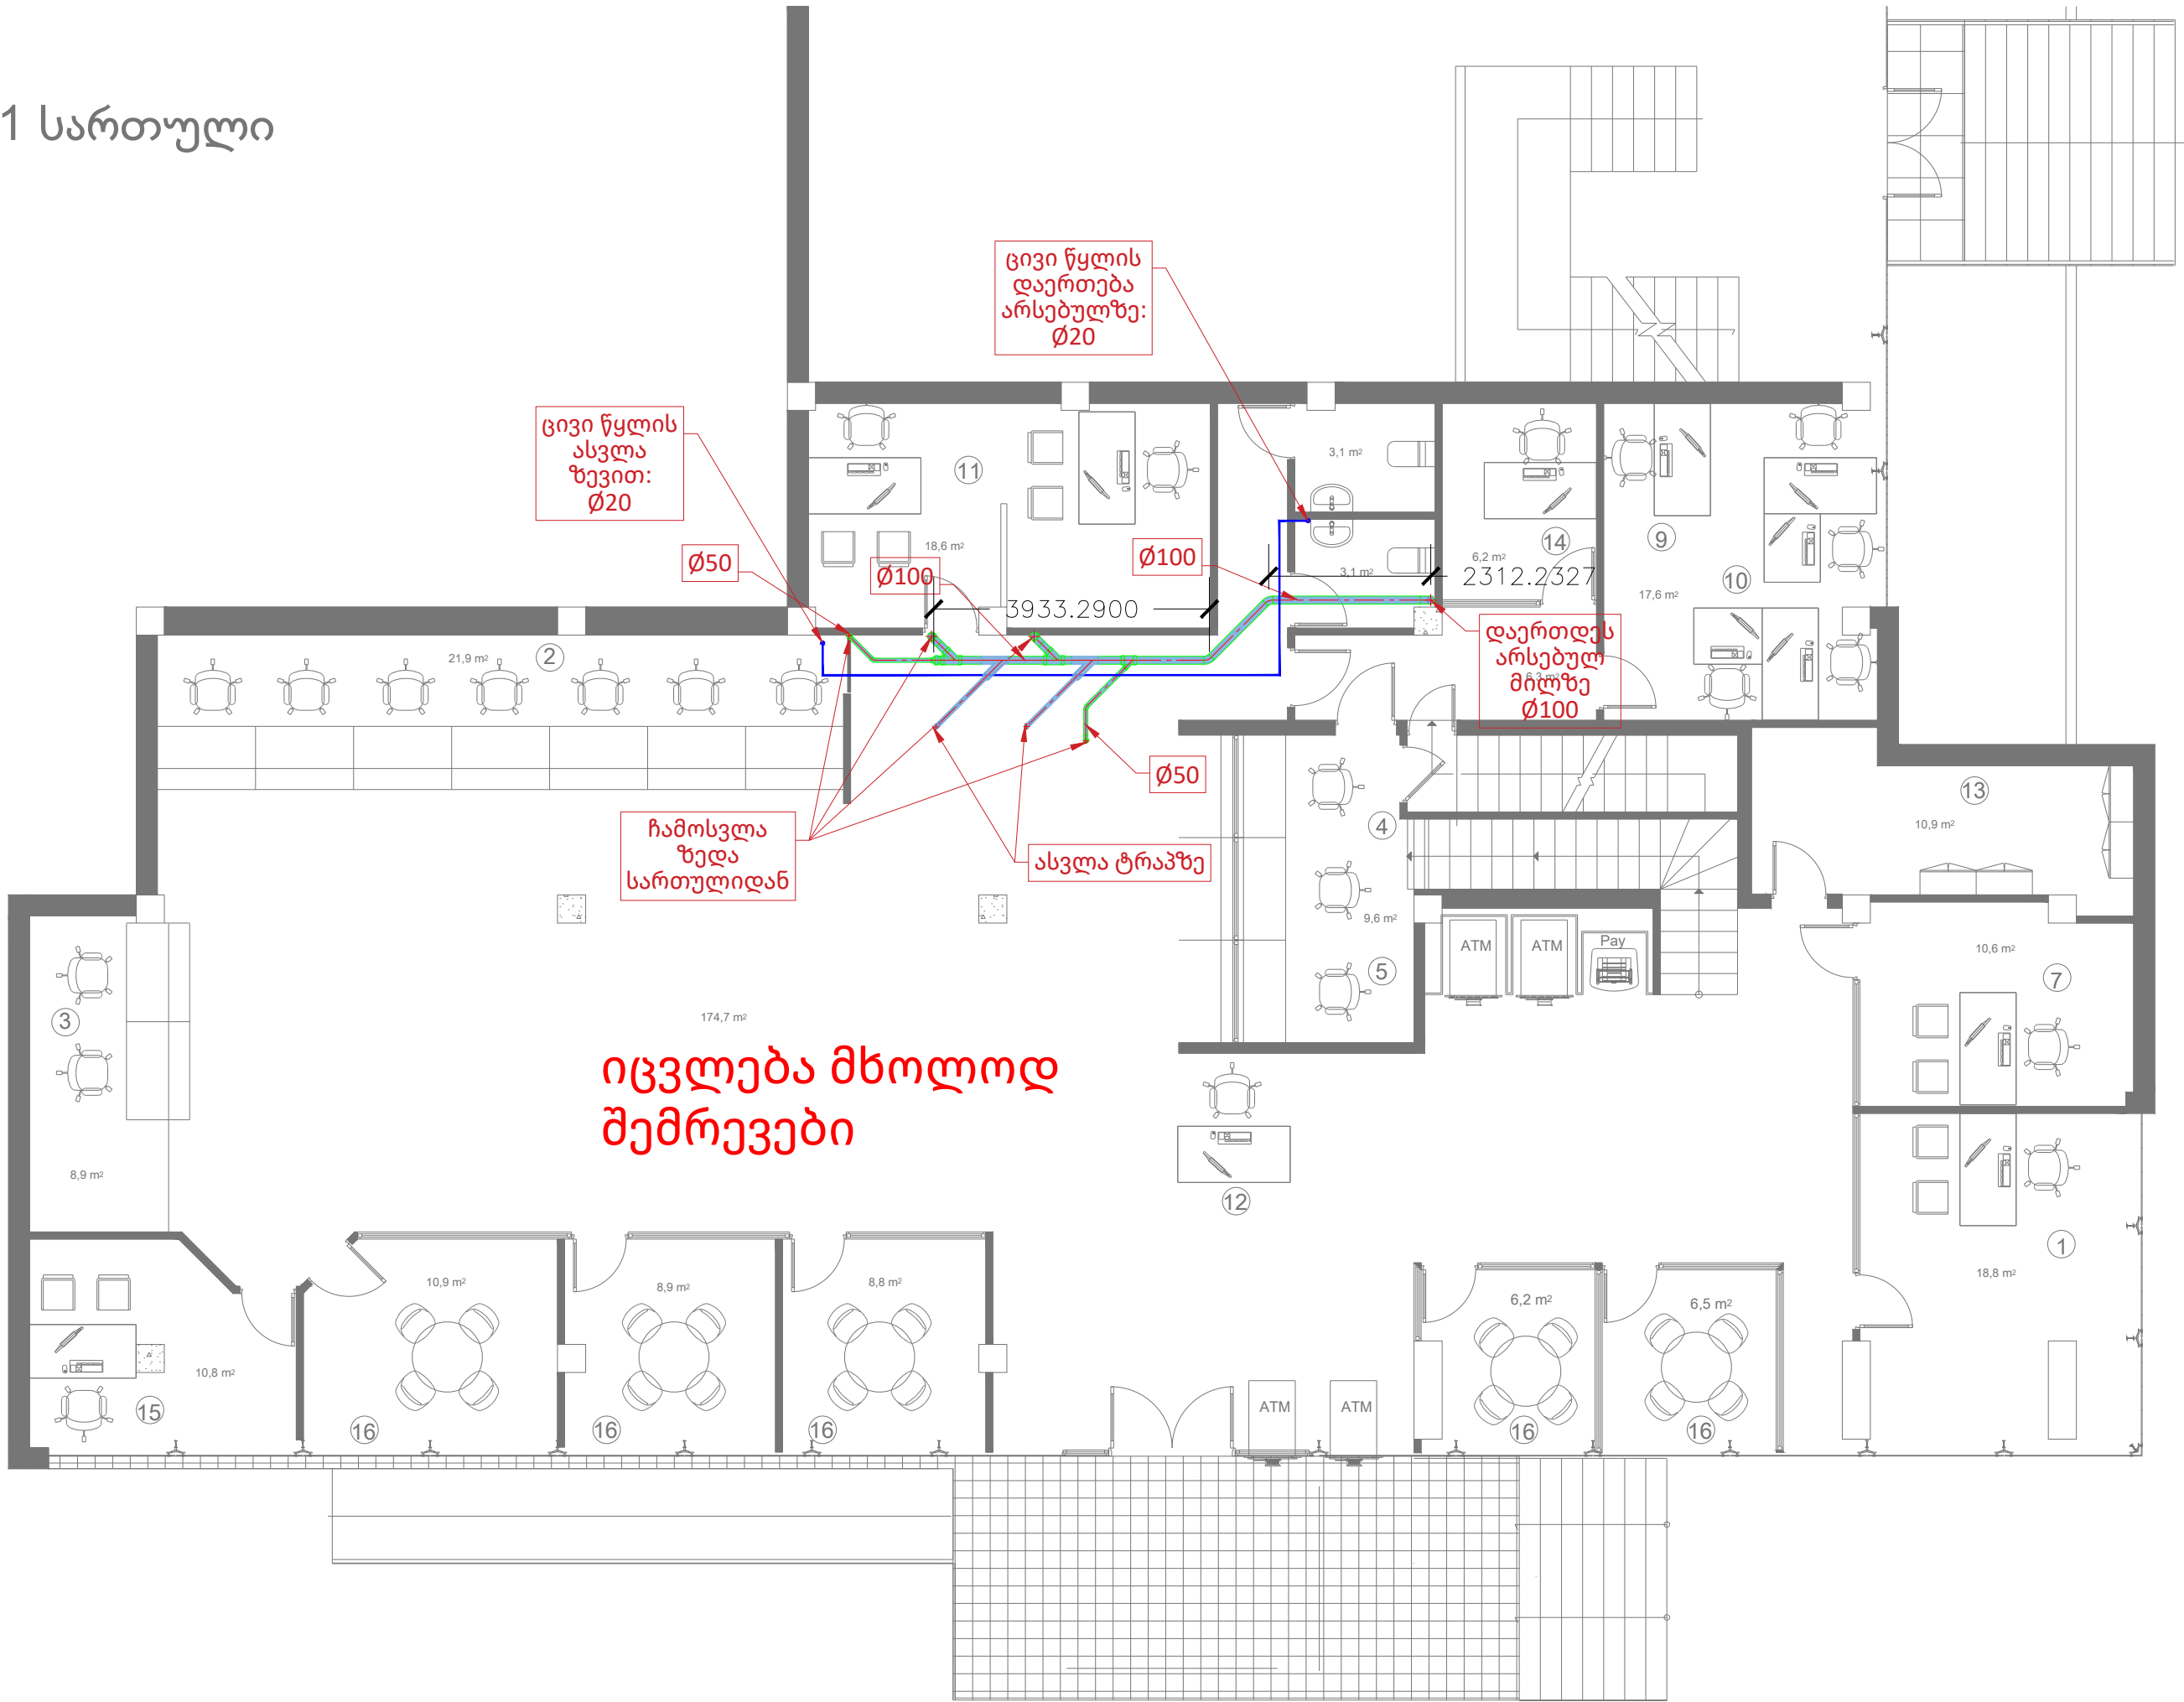 1 სართული
ცივი წყლის
დაერთება
არსებულზე:
Ø20
ცივი წყლის
ასვლა
ზევით:
Ø20
11
3,1 m²
18,6 m²
Ø50
Ø100
Ø100
3,1 m²
6,2 m²
14
9
10
17,6 m²
2312.2327
3933.2900
დაერთდეს
არსებულ
მილზე
Ø100
6,3 m²
21,9 m²
2
Ø50
13
10,9 m²
ჩამოსვლა
ზედა
სართულიდან
ასვლა ტრაპზე
4
9,6 m²
5
ATM
ATM
Pay
10,6 m²
7
3
174,7 m²
იცვლება მხოლოდ
შემრევები
8,9 m²
12
1
18,8 m²
10,9 m²
8,9 m²
8,8 m²
6,2 m²
6,5 m²
10,8 m²
15
16
16
16
ATM
ATM
16
16